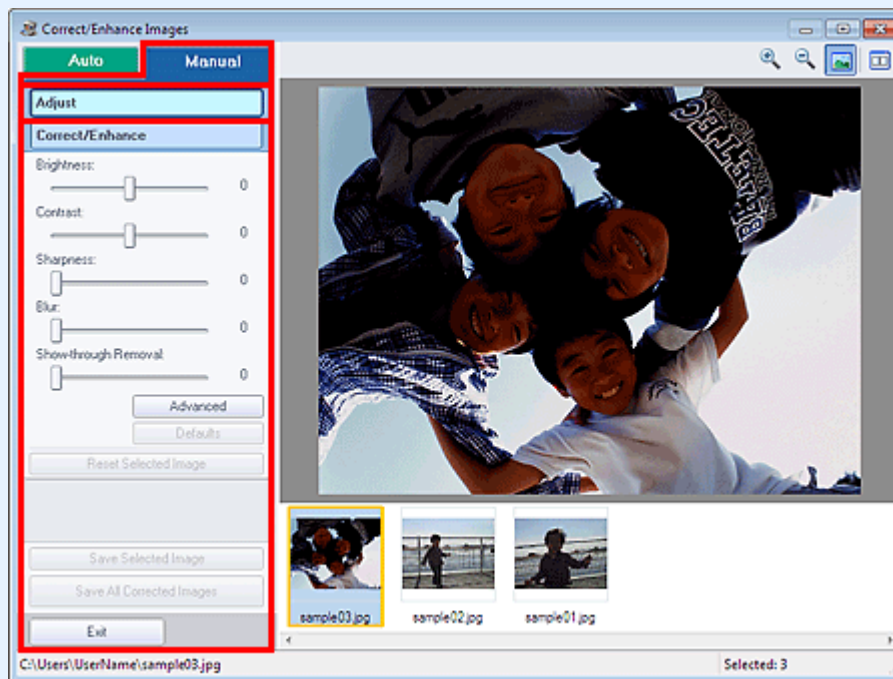 Correct/Enhance Images
Auto
Manual
Adjust
Correct/Enhance
Brightness:
0
Contrast:
0
Sharpness:
0
Blur:
0
Show-through Removal:
0
Advanced
Defaults
Reset Selected Image
Save Selected Image
Save All Corrected Images
Exit
sample03.jpg
sample02.jpg
sample01.jpg
C:\Users\UserName\sample03.jpg
Selected: 3